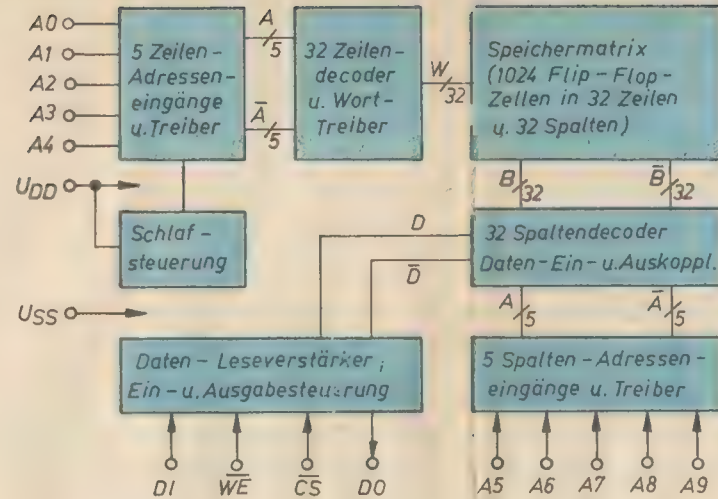 A0
A1
A2
A3
A4
5 Zeilen-
Adressen-
eingänge
u. Treiber
A
5
Ā
5
32 Zeilen-
decoder
u. Wort-
Treiber
W
32
Speichermatrix
(1024 Flip-Flop-
Zellen in 32 Zeilen
u. 32 Spalten)
B
32
B̄
32
UDD
Schlaf-
steuerung
USS
D
D̄
32 Spaltendecoder
Daten-Ein-u. Auskoppl.
A
5
Ā
5
Daten-Leseverstärker;
Ein-u. Ausgabesteuerung
5 Spalten-Adressen-
eingänge u. Treiber
DI
W̅E̅
C̅S̅
DO
A5
A6
A7
A8
A9